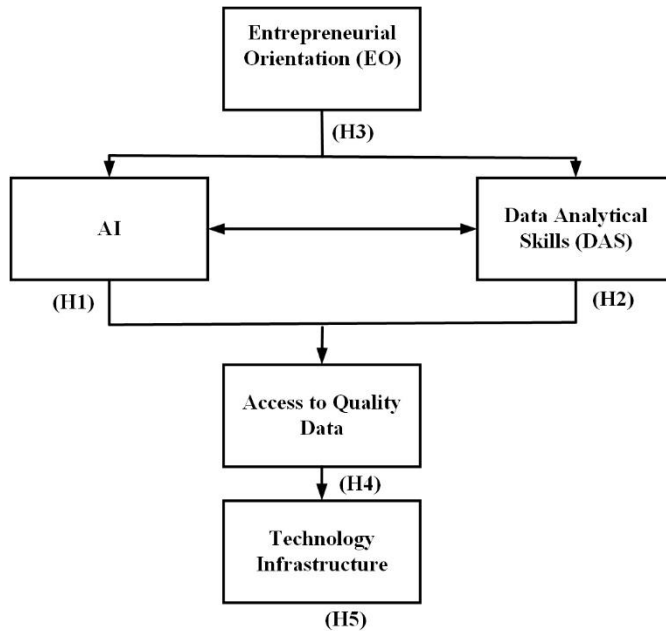 Entrepreneurial
Orientation (EO)
(H3)
AI
Data Analytical
Skills (DAS)
(H1)
(H2)
Access to Quality
Data
(H4)
Technology
Infrastructure
(H5)